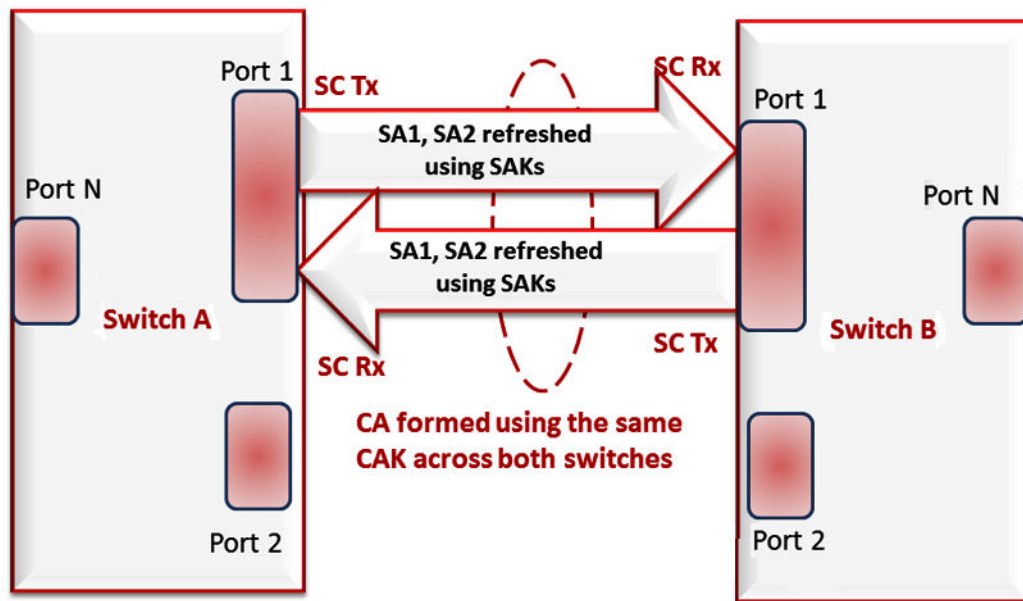 Port 1
SC Tx
SC Rx
Port 1
SA1, SA2 refreshed
using SAKs
Port N
Port N
SA1, SA2 refreshed
using SAKs
Switch A
Switch B
SC Rx
SC Tx
CA formed using the same
CAK across both switches
Port 2
Port 2